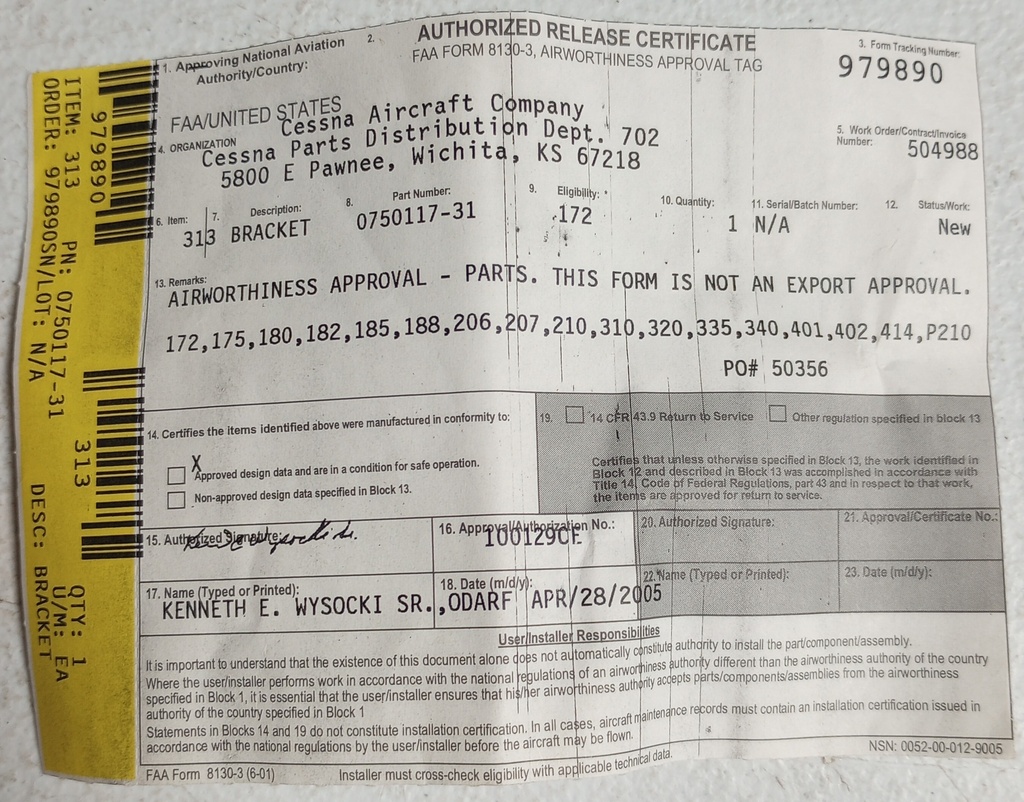 ITEM: 313 PN: 0750117-31 QTY: 1
ORDER: 979890SN/LOT: N/A DESC: BRACKET U/M: EA
979890
313
1. Approving National Aviation Authority/Country:
FAA/UNITED STATES
2. AUTHORIZED RELEASE CERTIFICATE
FAA FORM 8130-3, AIRWORTHINESS APPROVAL TAG
3. Form Tracking Number:
979890
4. ORGANIZATION
Cessna Aircraft Company
Cessna Parts Distribution Dept. 702
5800 E Pawnee, Wichita, KS 67218
5. Work Order/Contract/Invoice
Number: 504988
6. Item: 7. Description: 8. Part Number: 9. Eligibility: 10. Quantity: 11. Serial/Batch Number: 12. Status/Work:
313 BRACKET 0750117-31 172 1 N/A New
13. Remarks:
AIRWORTHINESS APPROVAL - PARTS. THIS FORM IS NOT AN EXPORT APPROVAL.
172,175,180,182,185,188,206,207,210,310,320,335,340,401,402,414,P210
PO# 50356
14. Certifies the items identified above were manufactured in conformity to:
X
Approved design data and are in a condition for safe operation.
Non-approved design data specified in Block 13.
19. 14 CFR 43.9 Return to Service Other regulation specified in block 13
Certifies that unless otherwise specified in Block 13, the work identified in
Block 12 and described in Block 13 was accomplished in accordance with
Title 14, Code of Federal Regulations, part 43 and in respect to that work,
the items are approved for return to service.
15. Authorized Signature:
16. Approval/Authorization No.:
100129CE
20. Authorized Signature:
21. Approval/Certificate No.:
17. Name (Typed or Printed):
KENNETH E. WYSOCKI SR.,ODARF
18. Date (m/d/y):
APR/28/2005
22. Name (Typed or Printed):
23. Date (m/d/y):
User/Installer Responsibilities
It is important to understand that the existence of this document alone does not automatically constitute authority to install the part/component/assembly.
Where the user/installer performs work in accordance with the national regulations of an airworthiness authority different than the airworthiness authority of the country
specified in Block 1, it is essential that the user/installer ensures that his/her airworthiness authority accepts parts/components/assemblies from the airworthiness
authority of the country specified in Block 1
Statements in Blocks 14 and 19 do not constitute installation certification. In all cases, aircraft maintenance records must contain an installation certification issued in
accordance with the national regulations by the user/installer before the aircraft may be flown.
FAA Form 8130-3 (6-01)
Installer must cross-check eligibility with applicable technical data.
NSN: 0052-00-012-9005